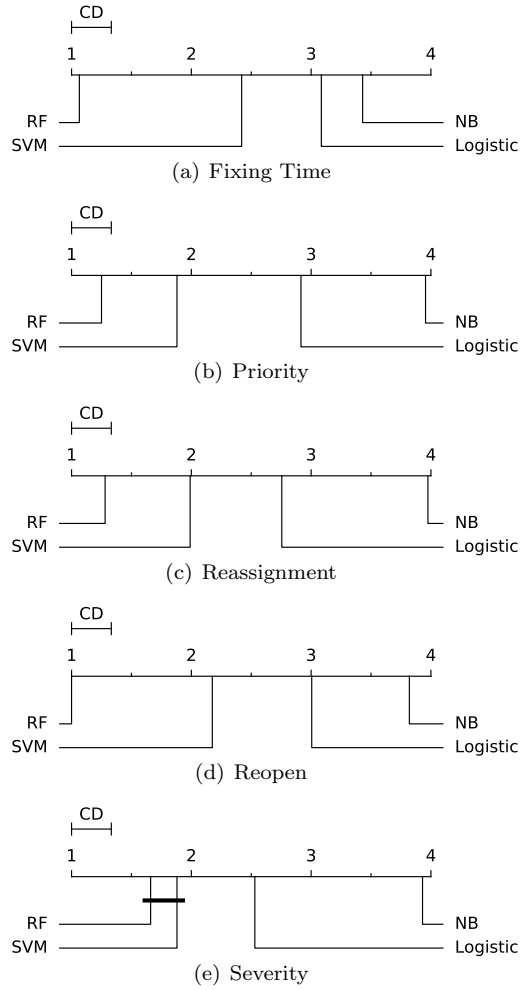 CD
1 2 3 4
RF NB
SVM Logistic
(a) Fixing Time
CD
1 2 3 4
RF NB
SVM Logistic
(b) Priority
CD
1 2 3 4
RF NB
SVM Logistic
(c) Reassignment
CD
1 2 3 4
RF NB
SVM Logistic
(d) Reopen
CD
1 2 3 4
RF NB
SVM Logistic
(e) Severity